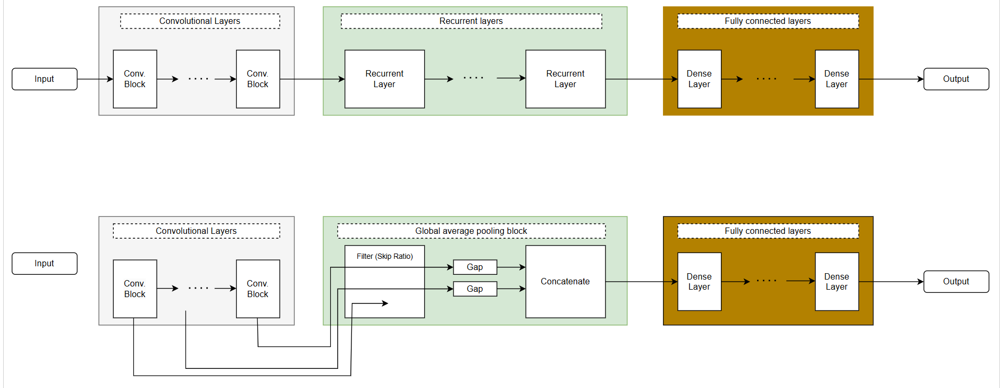 Convolutional Layers
Recurrent layers
Fully connected layers
Input
Conv.
Block
. . . .
Conv.
Block
Recurrent
Layer
. . . .
Recurrent
Layer
Dense
Layer
. . . .
Dense
Layer
Output
Convolutional Layers
Global average pooling block
Fully connected layers
Input
Conv.
Block
. . . .
Conv.
Block
Filter (Skip Ratio)
Gap
Gap
Concatenate
Dense
Layer
. . . .
Dense
Layer
Output